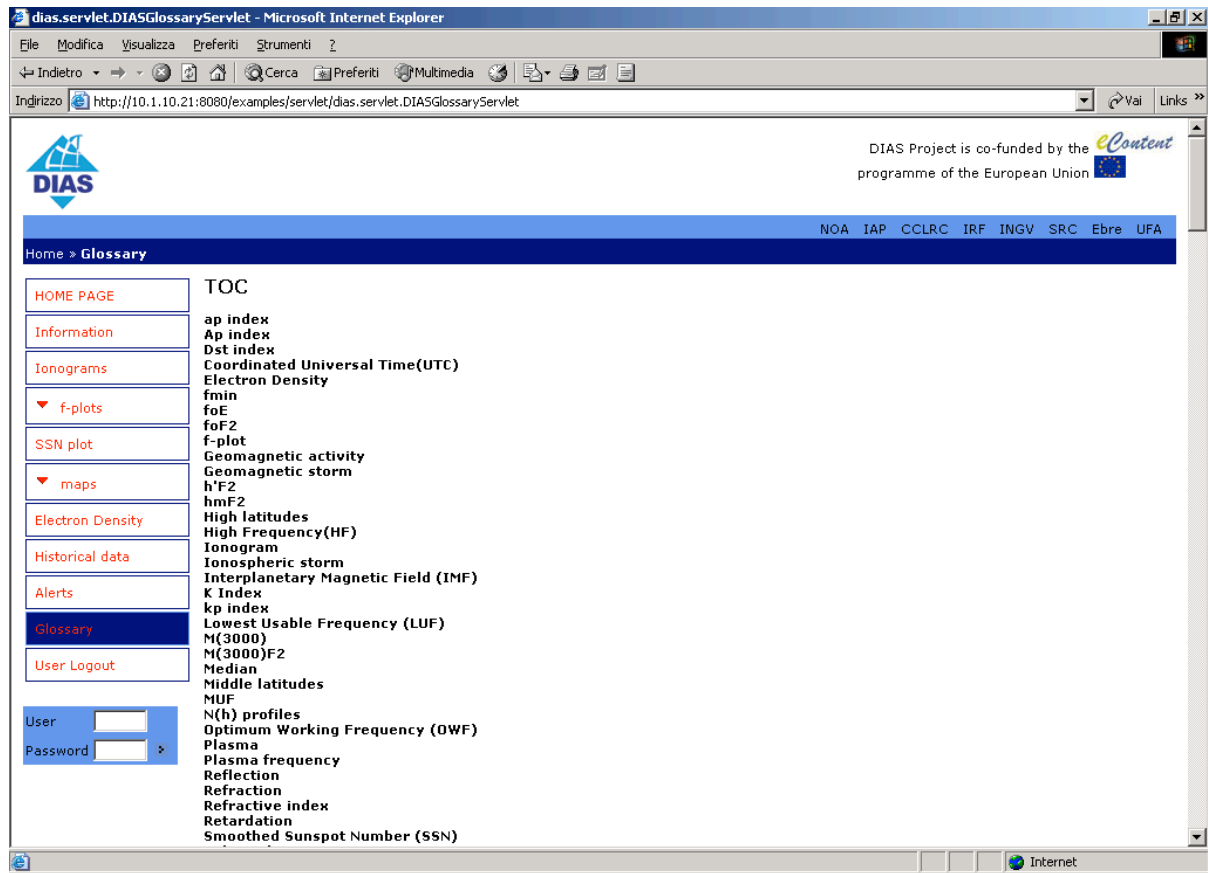 dias.servlet.DIASGlossaryServlet - Microsoft Internet Explorer
File Modifica Visualizza Preferiti Strumenti ?
Indietro Cerca Preferiti Multimedia
Indirizzo http://10.1.10.21:8080/examples/servlet/dias.servlet.DIASGlossaryServlet Vai Links »
DIAS
DIAS Project is co-funded by the eContent
programme of the European Union
NOA IAP CCLRC IRF INGV SRC Ebre UFA
Home » Glossary
HOME PAGE
Information
Ionograms
f-plots
SSN plot
maps
Electron Density
Historical data
Alerts
Glossary
User Logout
User
Password
TOC
ap index
Ap index
Dst index
Coordinated Universal Time(UTC)
Electron Density
fmin
foE
foF2
f-plot
Geomagnetic activity
Geomagnetic storm
h'F2
hmF2
High latitudes
High Frequency(HF)
Ionogram
Ionospheric storm
Interplanetary Magnetic Field (IMF)
K Index
kp index
Lowest Usable Frequency (LUF)
M(3000)
M(3000)F2
Median
Middle latitudes
MUF
N(h) profiles
Optimum Working Frequency (OWF)
Plasma
Plasma frequency
Reflection
Refraction
Refractive index
Retardation
Smoothed Sunspot Number (SSN)
Internet